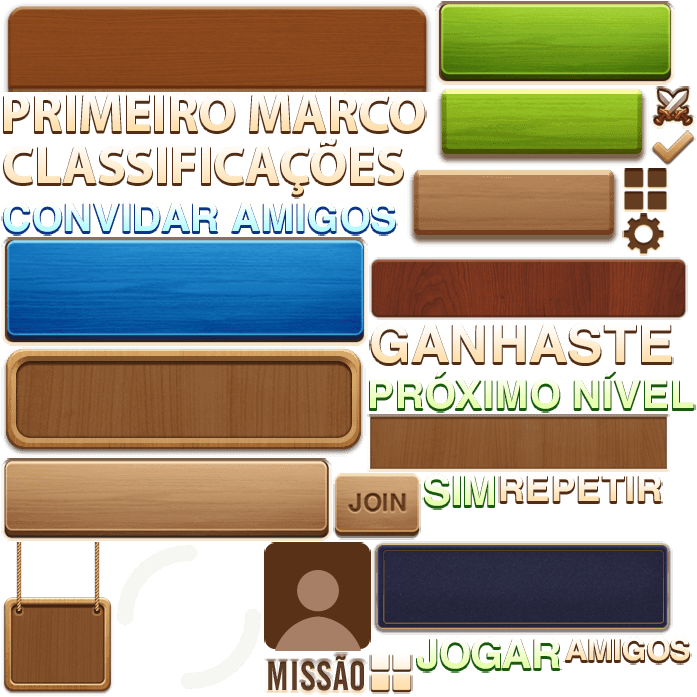 PRIMEIRO MARCO
CLASSIFICAÇÕES
CONVIDAR AMIGOS
GANHASTE
PRÓXIMO NÍVEL
JOIN
SIM
REPETIR
MISSÃO
JOGAR
AMIGOS